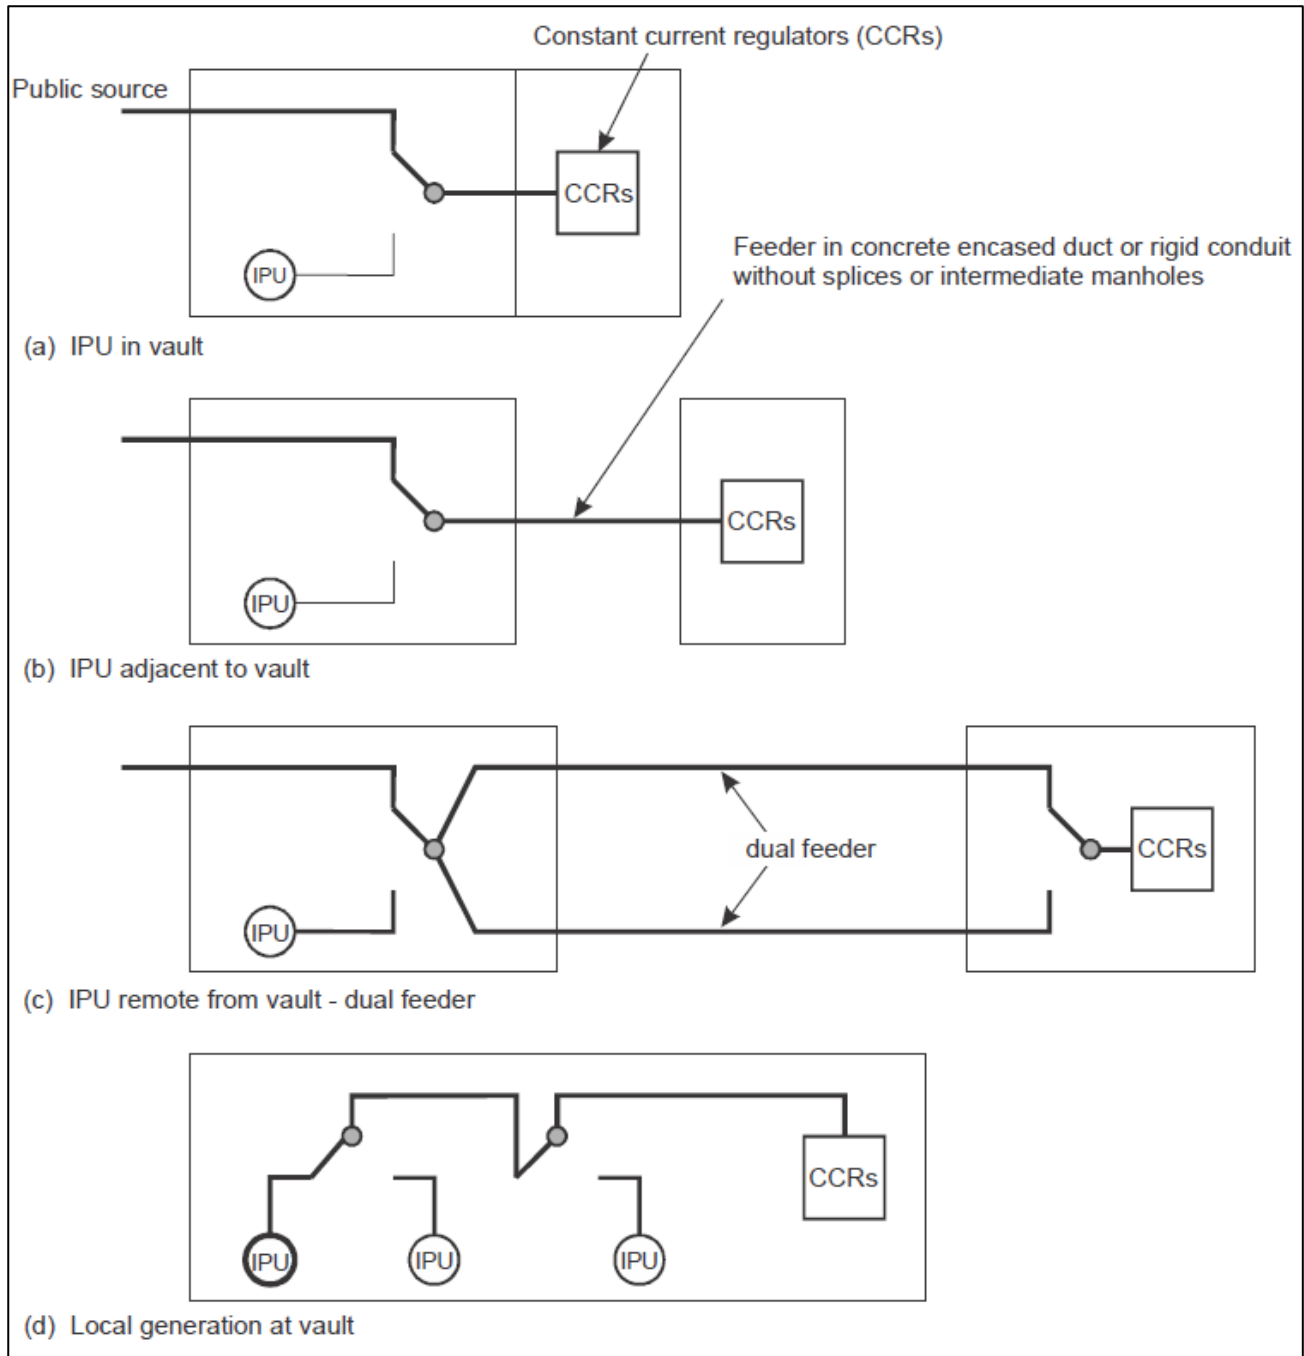 Constant current regulators (CCRs)
Public source
CCRs
IPU
Feeder in concrete encased duct or rigid conduit
without splices or intermediate manholes
(a) IPU in vault
CCRs
IPU
(b) IPU adjacent to vault
dual feeder
CCRs
IPU
(c) IPU remote from vault - dual feeder
CCRs
IPU
IPU
IPU
(d) Local generation at vault